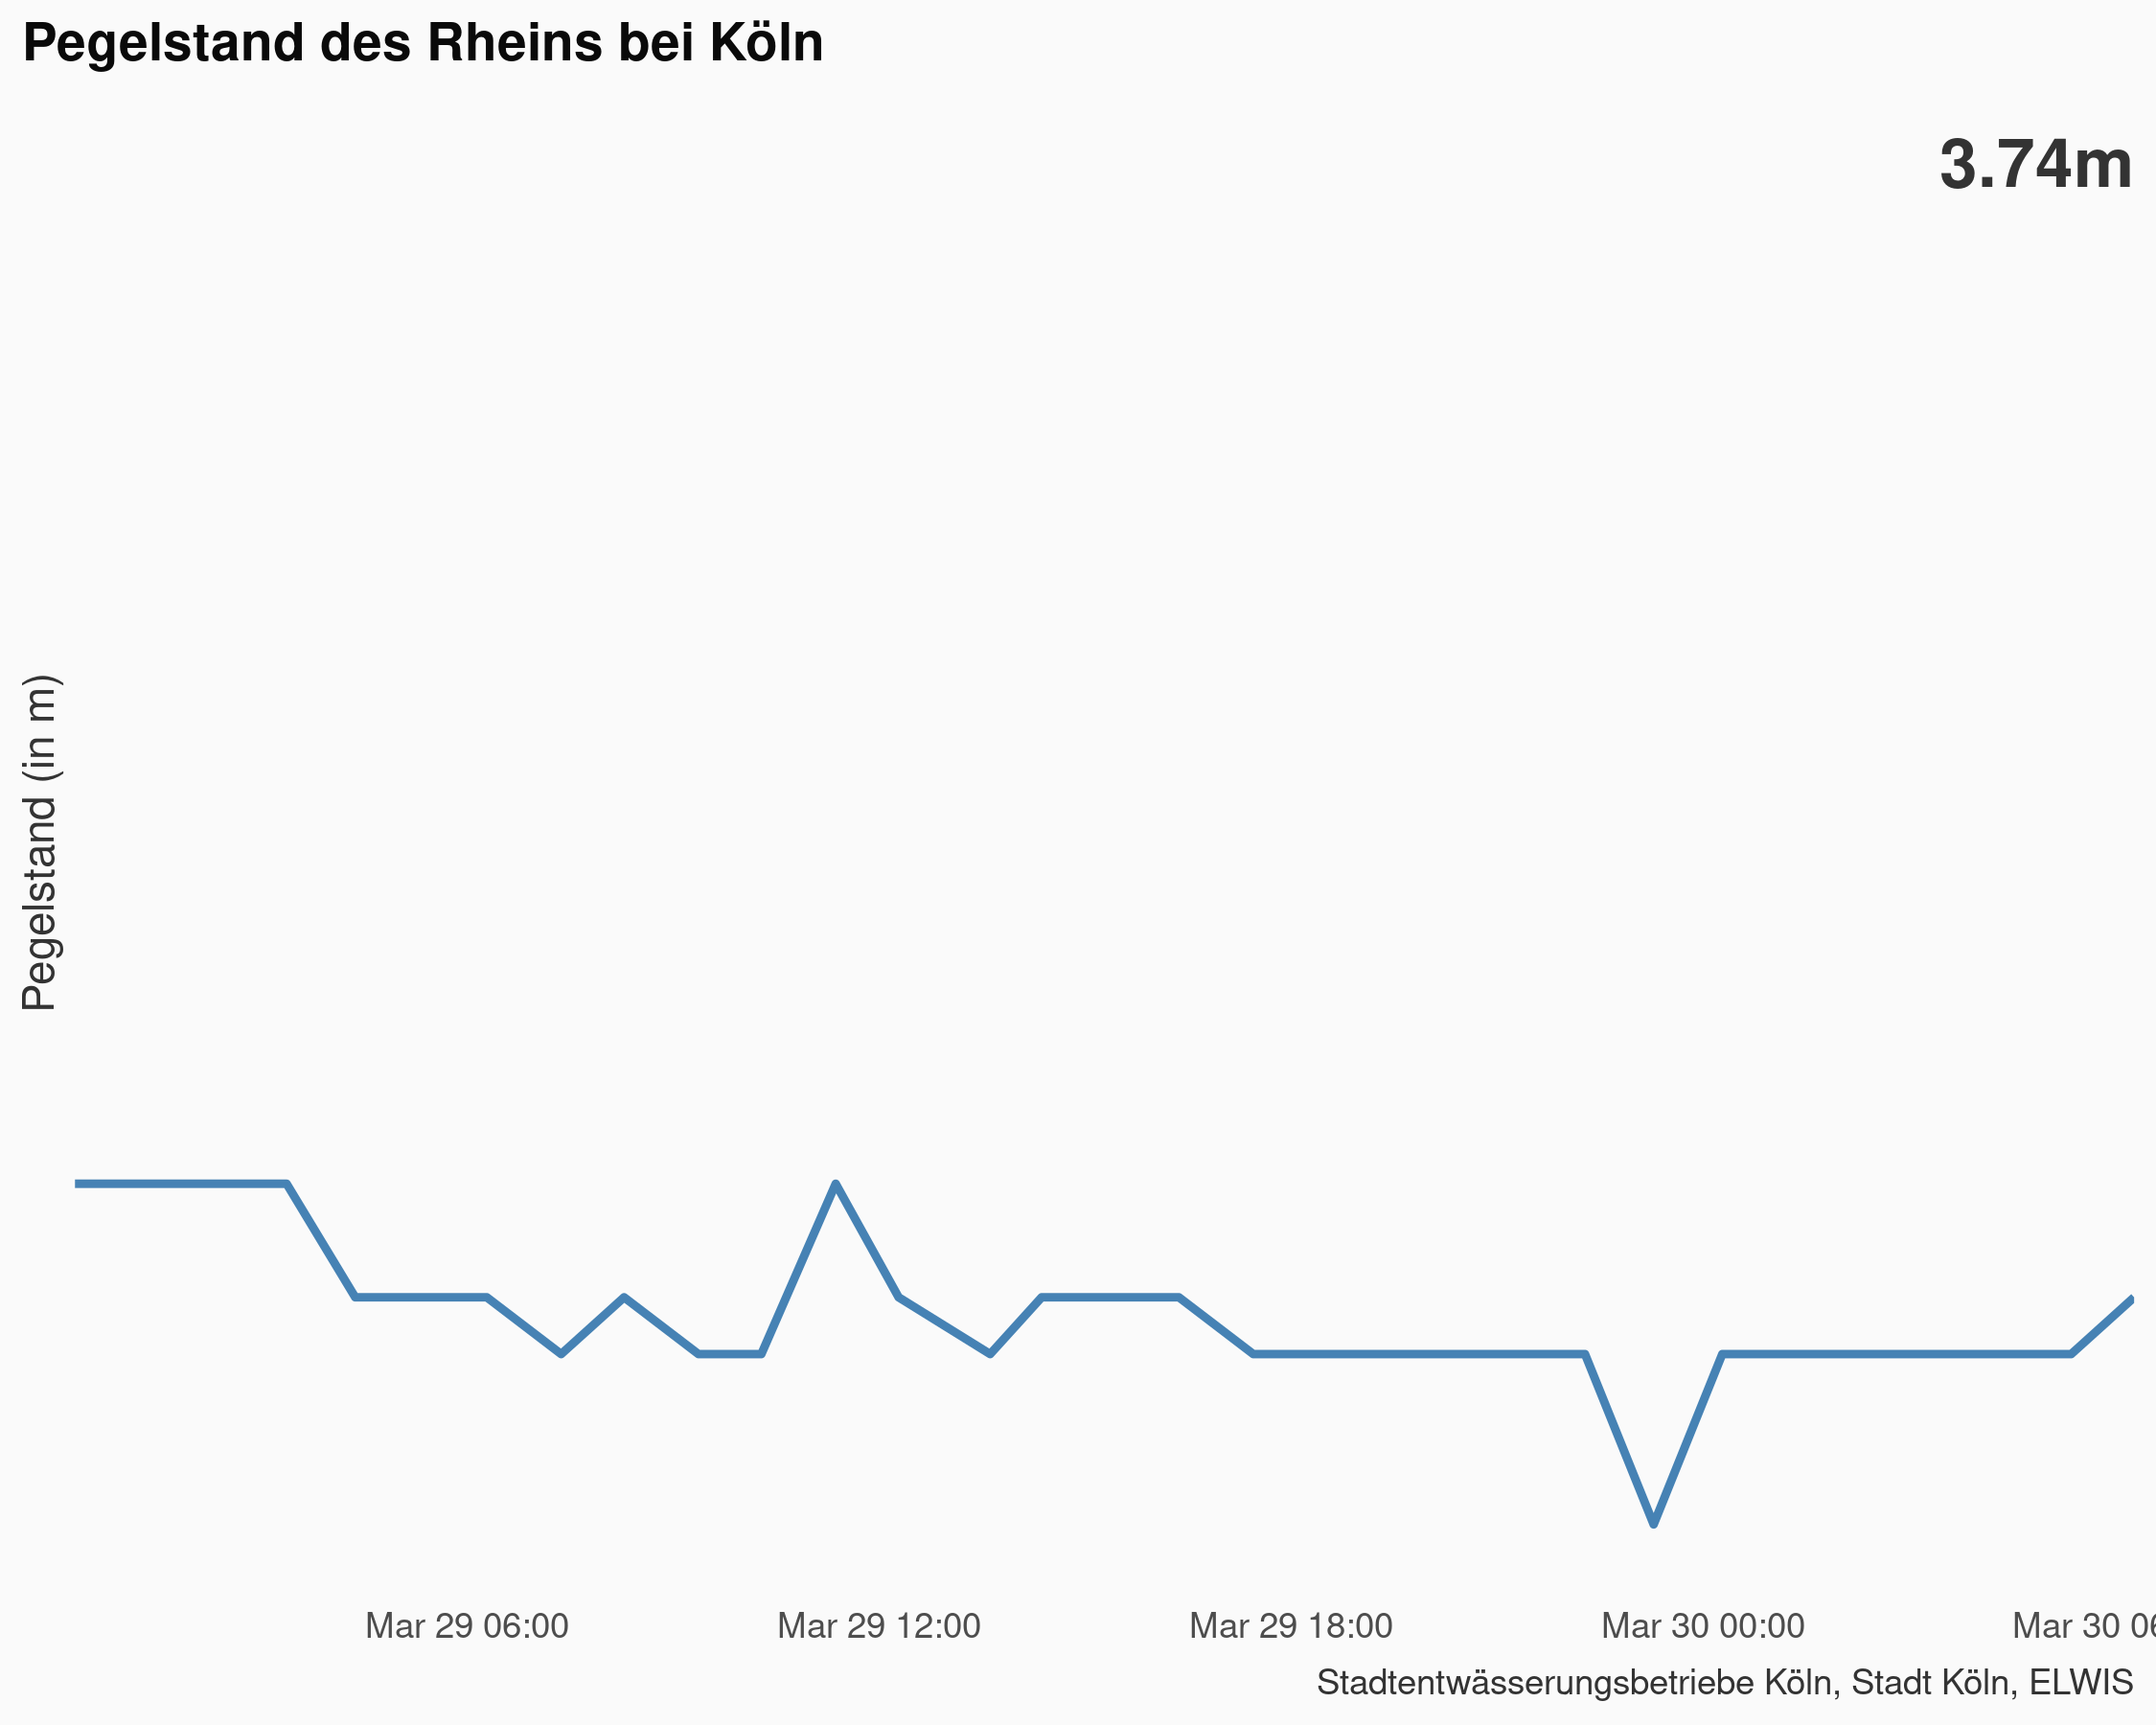 Pegelstand des Rheins bei Köln
3.74m
Pegelstand (in m)
Mar 29 06:00
Mar 29 12:00
Mar 29 18:00
Mar 30 00:00
Mar 30 06
Stadtentwässerungsbetriebe Köln, Stadt Köln, ELWIS